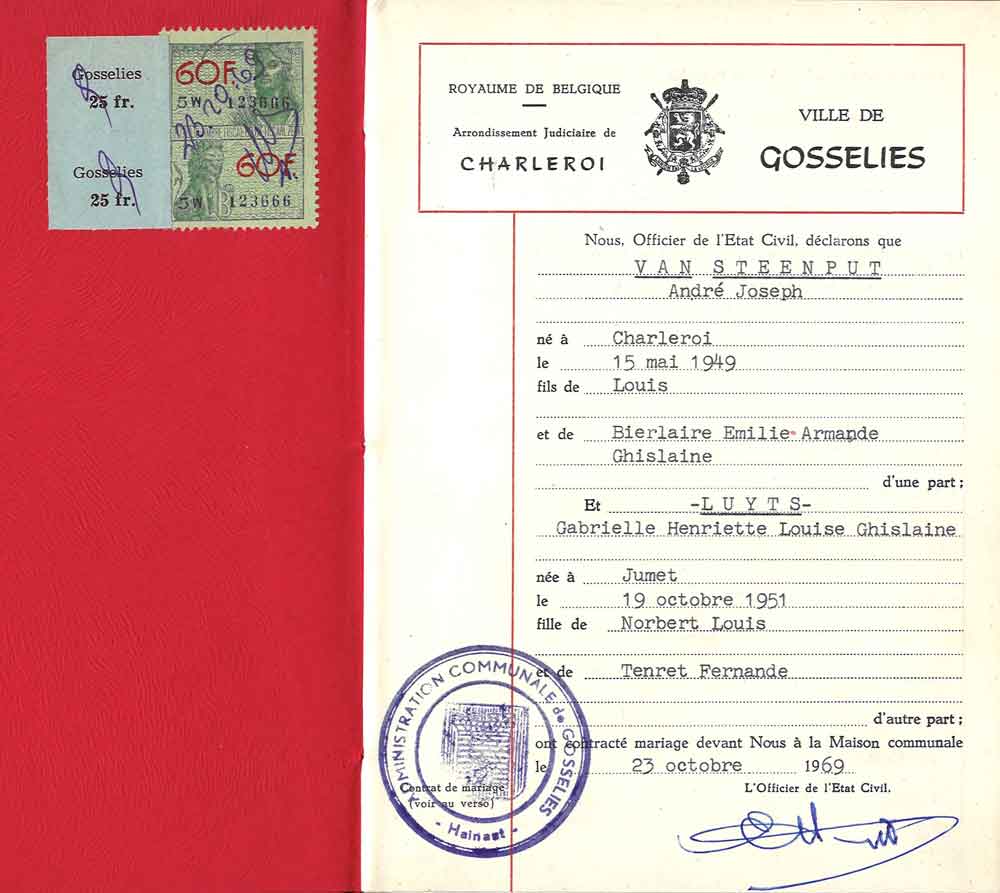 Gosselies
25 fr.
Gosselies
25 fr.
60F.
5W 123666
60F.
5W 123666
ROYAUME DE BELGIQUE
Arrondissement Judiciaire de
CHARLEROI
VILLE DE
GOSSELIES
Nous, Officier de l'Etat Civil, déclarons que
VAN STEENPUT
André Joseph
né à Charleroi
le 15 mai 1949
fils de Louis
et de Bierlaire Emilie Armande
Ghislaine
d'une part ;
Et -LUYTS-
Gabrielle Henriette Louise Ghislaine
née à Jumet
le 19 octobre 1951
fille de Norbert Louis
et de Tenret Fernande
d'autre part ;
ont contracté mariage devant Nous à la Maison communale
le 23 octobre 1969
L'Officier de l'Etat Civil,
Contrat de mariage
(voir au verso)
ADMINISTRATION COMMUNALE de GOSSELIES
- Hainaut -